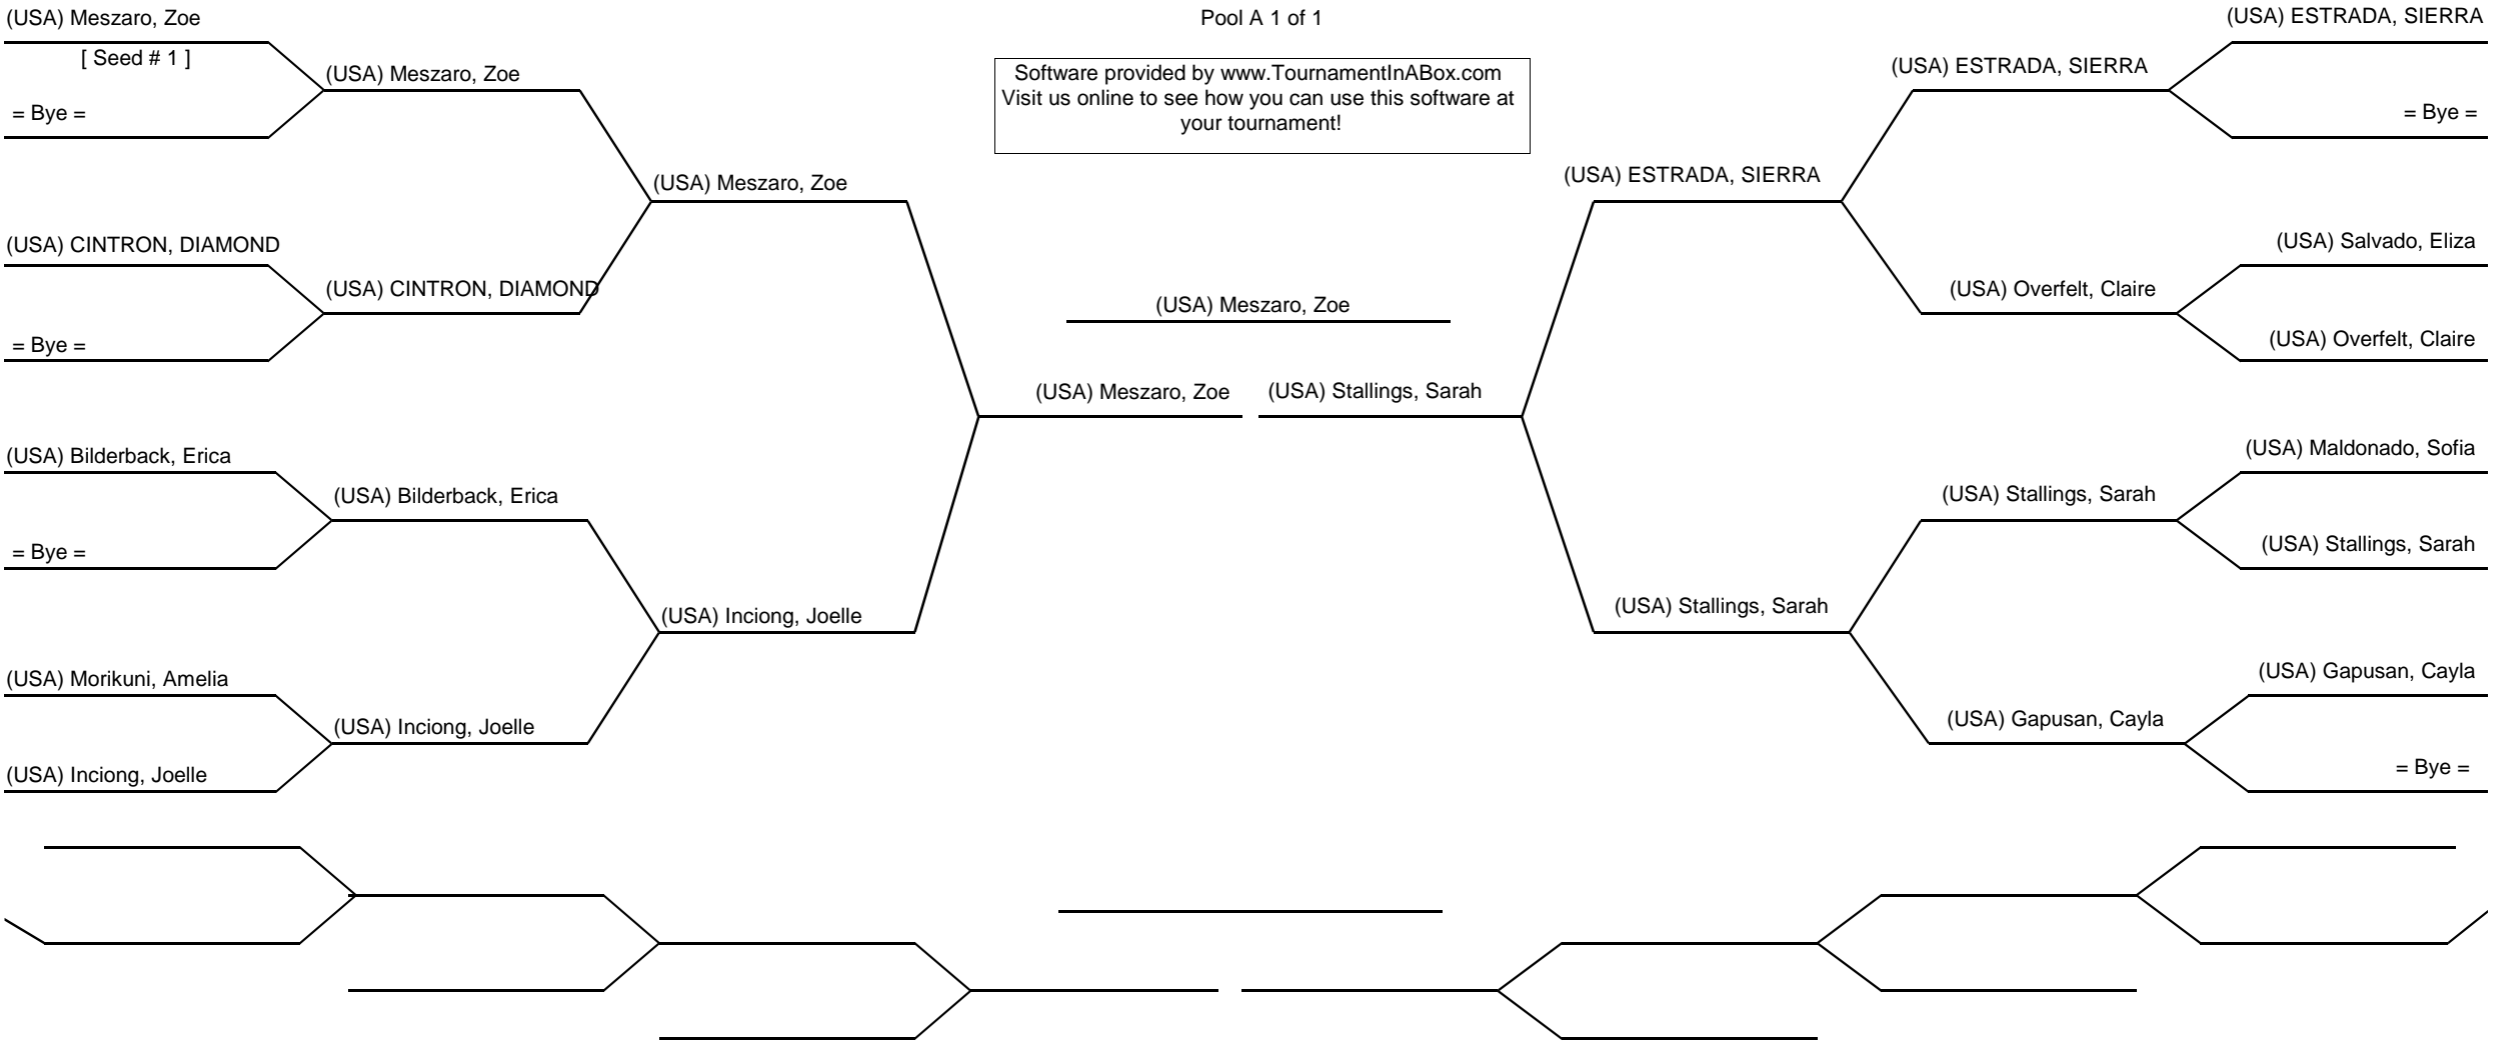 (USA) Meszaro, Zoe
[ Seed # 1 ]
= Bye =
(USA) CINTRON, DIAMOND
= Bye =
(USA) Bilderback, Erica
= Bye =
(USA) Morikuni, Amelia
(USA) Inciong, Joelle
(USA) Meszaro, Zoe
(USA) CINTRON, DIAMOND
(USA) Bilderback, Erica
(USA) Inciong, Joelle
(USA) Meszaro, Zoe
(USA) Inciong, Joelle
Pool A 1 of 1
Software provided by www.TournamentInABox.com
Visit us online to see how you can use this software at
your tournament!
(USA) Meszaro, Zoe
(USA) Meszaro, Zoe
(USA) Stallings, Sarah
(USA) ESTRADA, SIERRA
(USA) Stallings, Sarah
(USA) ESTRADA, SIERRA
(USA) Overfelt, Claire
(USA) Stallings, Sarah
(USA) Gapusan, Cayla
(USA) ESTRADA, SIERRA
= Bye =
(USA) Salvado, Eliza
(USA) Overfelt, Claire
(USA) Maldonado, Sofia
(USA) Stallings, Sarah
(USA) Gapusan, Cayla
= Bye =